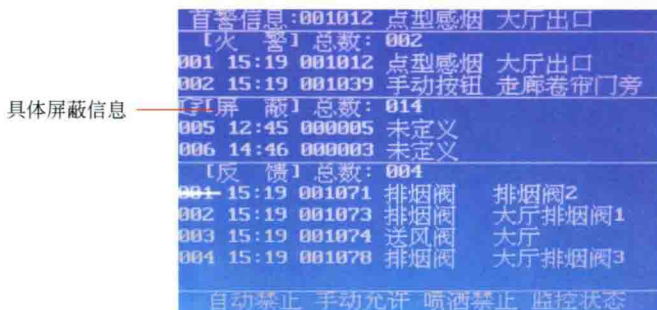 首警信息:001012 点型感烟 大厅出口
【火 警】总数: 002
001 15:19 001012 点型感烟 大厅出口
002 15:19 001039 手动按钮 走廊卷帘门旁
具体屏蔽信息
【屏 蔽】总数: 014
005 12:45 000005 未定义
006 14:46 000003 未定义
【反 馈】总数: 004
001 15:19 001071 排烟阀 排烟阀2
002 15:19 001073 排烟阀 大厅排烟阀1
003 15:19 001074 送风阀 大厅
004 15:19 001078 排烟阀 大厅排烟阀3
自动禁止 手动允许 喷洒禁止 监控状态